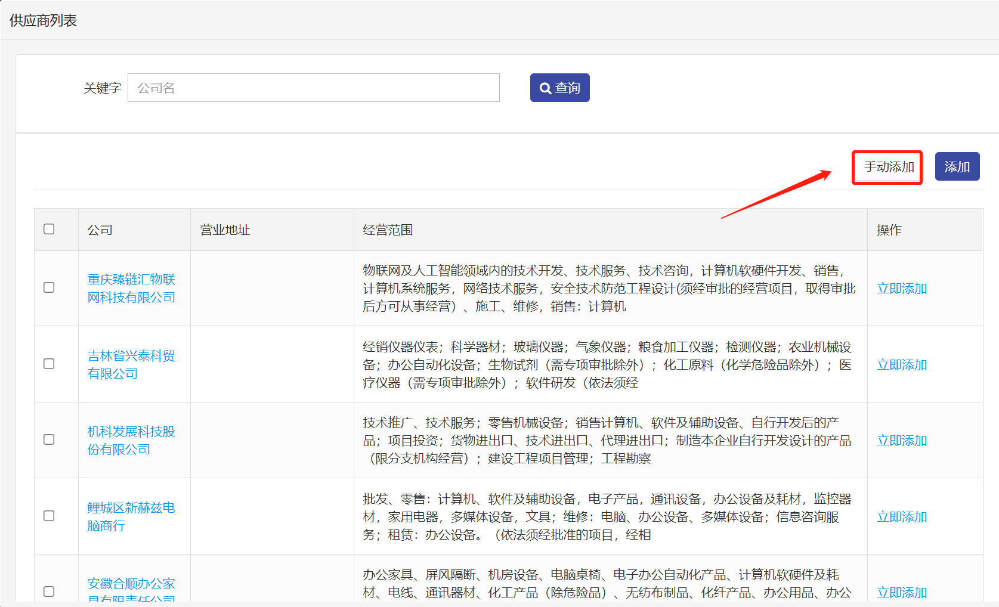 供应商列表
关键字
公司名
查询
手动添加
添加
公司
营业地址
经营范围
操作
重庆臻链汇物联
网科技有限公司
物联网及人工智能领域内的技术开发、技术服务、技术咨询，计算机软硬件开发、销售，
计算机系统服务，网络技术服务，安全技术防范工程设计(须经审批的经营项目，取得审批
后方可从事经营）、施工、维修，销售：计算机
立即添加
吉林省兴泰科贸
有限公司
经销仪器仪表；科学器材；玻璃仪器；气象仪器；粮食加工仪器；检测仪器；农业机械设
备；办公自动化设备；生物试剂（需专项审批除外）；化工原料（化学危险品除外）；医
疗仪器（需专项审批除外）；软件研发（依法须经
立即添加
机科发展科技股
份有限公司
技术推广、技术服务；零售机械设备；销售计算机、软件及辅助设备、自行开发后的产
品；项目投资；货物进出口、技术进出口、代理进出口；制造本企业自行开发设计的产品
（限分支机构经营）；建设工程项目管理；工程勘察
立即添加
鲤城区新赫兹电
脑商行
批发、零售：计算机、软件及辅助设备，电子产品，通讯设备，办公设备及耗材，监控器
材，家用电器，多媒体设备，文具；维修：电脑、办公设备、多媒体设备；信息咨询服
务；租赁：办公设备。（依法须经批准的项目，经相
立即添加
安徽合顺办公家
具有限责任公司
办公家具、屏风隔断、机房设备、电脑桌椅、电子办公自动化产品、计算机软硬件及耗
材、电线、通讯器材、化工产品（除危险品）、无纺布制品、化纤产品、办公用品、办公
立即添加